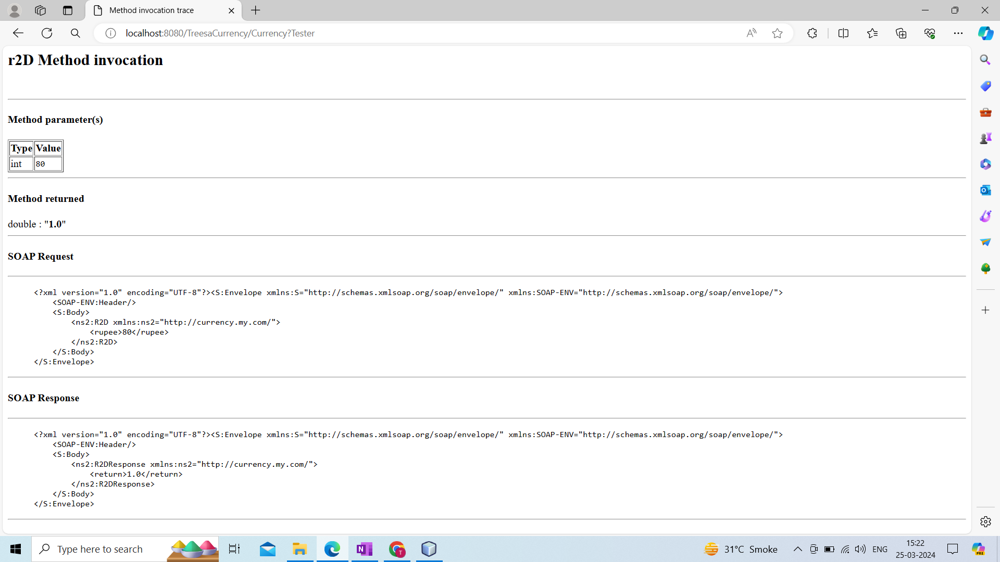 Method invocation trace
localhost:8080/TreesaCurrency/Currency?Tester
r2D Method invocation
Method parameter(s)
Type Value
int 80
Method returned
double : "1.0"
SOAP Request
<?xml version="1.0" encoding="UTF-8"?><S:Envelope xmlns:S="http://schemas.xmlsoap.org/soap/envelope/" xmlns:SOAP-ENV="http://schemas.xmlsoap.org/soap/envelope/">
<SOAP-ENV:Header/>
<S:Body>
<ns2:R2D xmlns:ns2="http://currency.my.com/">
<rupee>80</rupee>
</ns2:R2D>
</S:Body>
</S:Envelope>
SOAP Response
<?xml version="1.0" encoding="UTF-8"?><S:Envelope xmlns:S="http://schemas.xmlsoap.org/soap/envelope/" xmlns:SOAP-ENV="http://schemas.xmlsoap.org/soap/envelope/">
<SOAP-ENV:Header/>
<S:Body>
<ns2:R2DResponse xmlns:ns2="http://currency.my.com/">
<return>1.0</return>
</ns2:R2DResponse>
</S:Body>
</S:Envelope>
Type here to search
N
T
31°C Smoke
ENG
15:22
25-03-2024
PRE